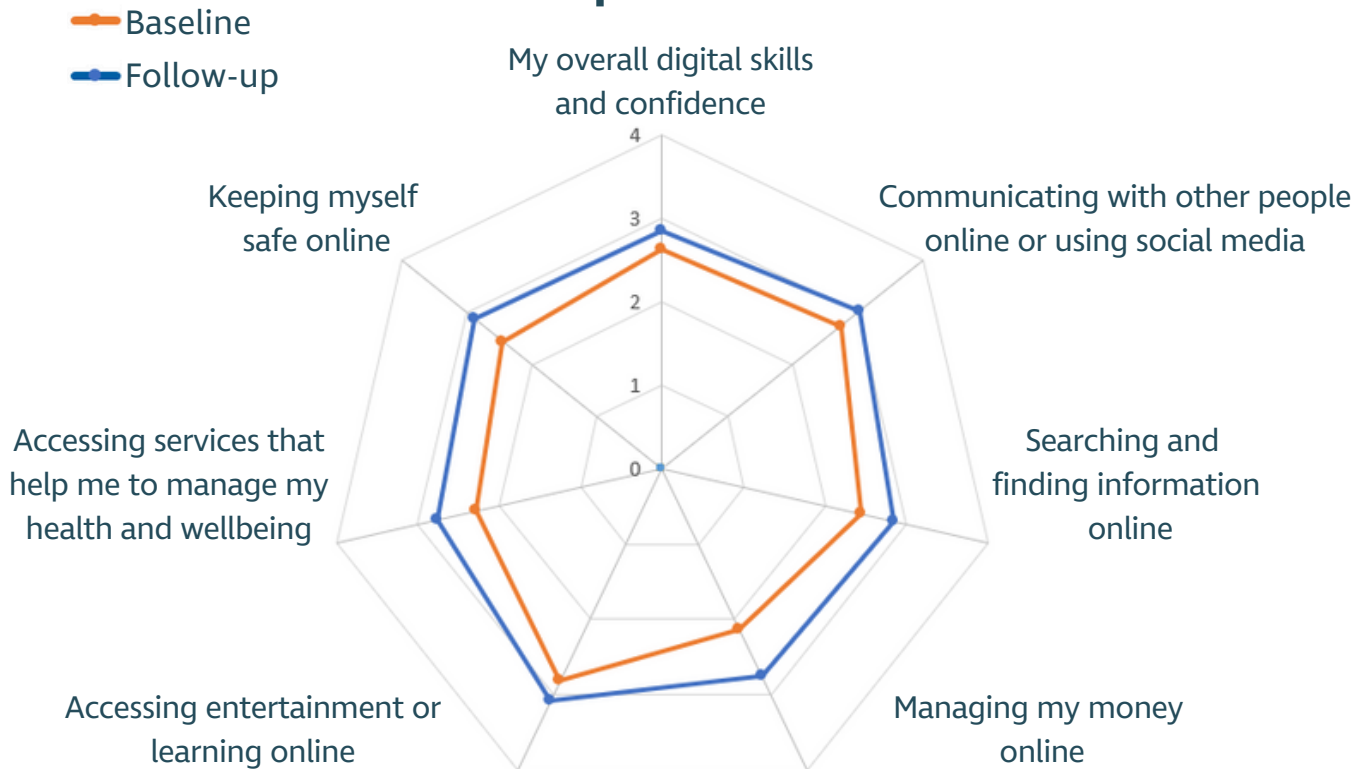 Baseline
Follow-up
My overall digital skills
and confidence
Communicating with other people
online or using social media
Searching and
finding information
online
Managing my money
online
Accessing entertainment or
learning online
Accessing services that
help me to manage my
health and wellbeing
Keeping myself
safe online
4
3
2
1
0